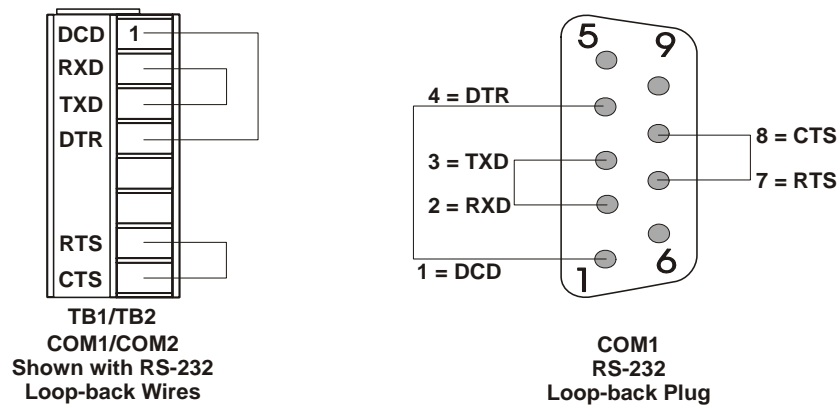 DCD 1
RXD
TXD
DTR
RTS
CTS
TB1/TB2
COM1/COM2
Shown with RS-232
Loop-back Wires
5
9
4 = DTR
8 = CTS
3 = TXD
7 = RTS
2 = RXD
6
1 = DCD
1
COM1
RS-232
Loop-back Plug